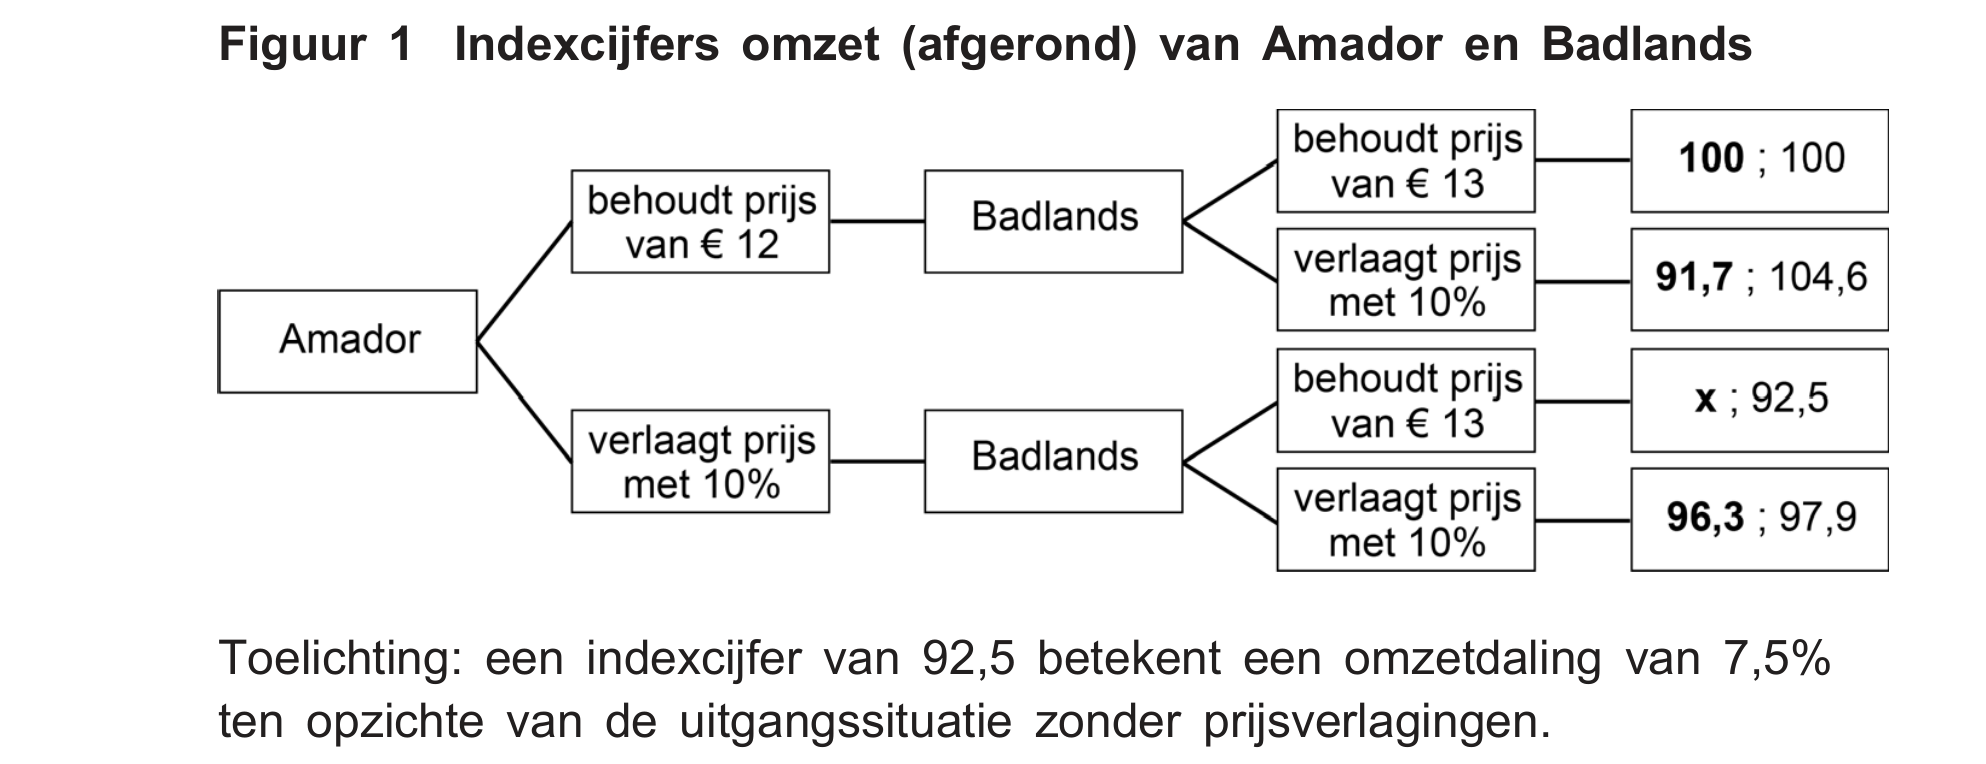 Figuur 1 Indexcijfers omzet (afgerond) van Amador en Badlands
Amador
behoudt prijs
van € 12
Badlands
behoudt prijs
van € 13
100 ; 100
verlaagt prijs
met 10%
91,7 ; 104,6
verlaagt prijs
met 10%
Badlands
behoudt prijs
van € 13
x ; 92,5
verlaagt prijs
met 10%
96,3 ; 97,9
Toelichting: een indexcijfer van 92,5 betekent een omzetdaling van 7,5%
ten opzichte van de uitgangssituatie zonder prijsverlagingen.